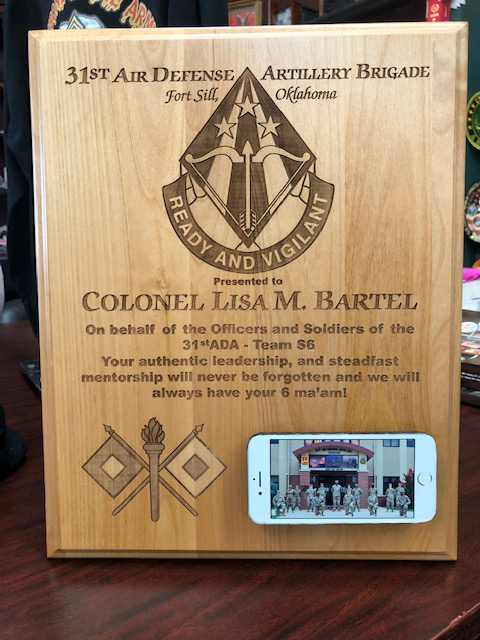 31st Air Defense Artillery Brigade
Fort Sill, Oklahoma
READY AND VIGILANT
Presented to
Colonel Lisa M. Bartel
On behalf of the Officers and Soldiers of the
31stADA - Team S6
Your authentic leadership, and steadfast
mentorship will never be forgotten and we will
always have your 6 ma'am!